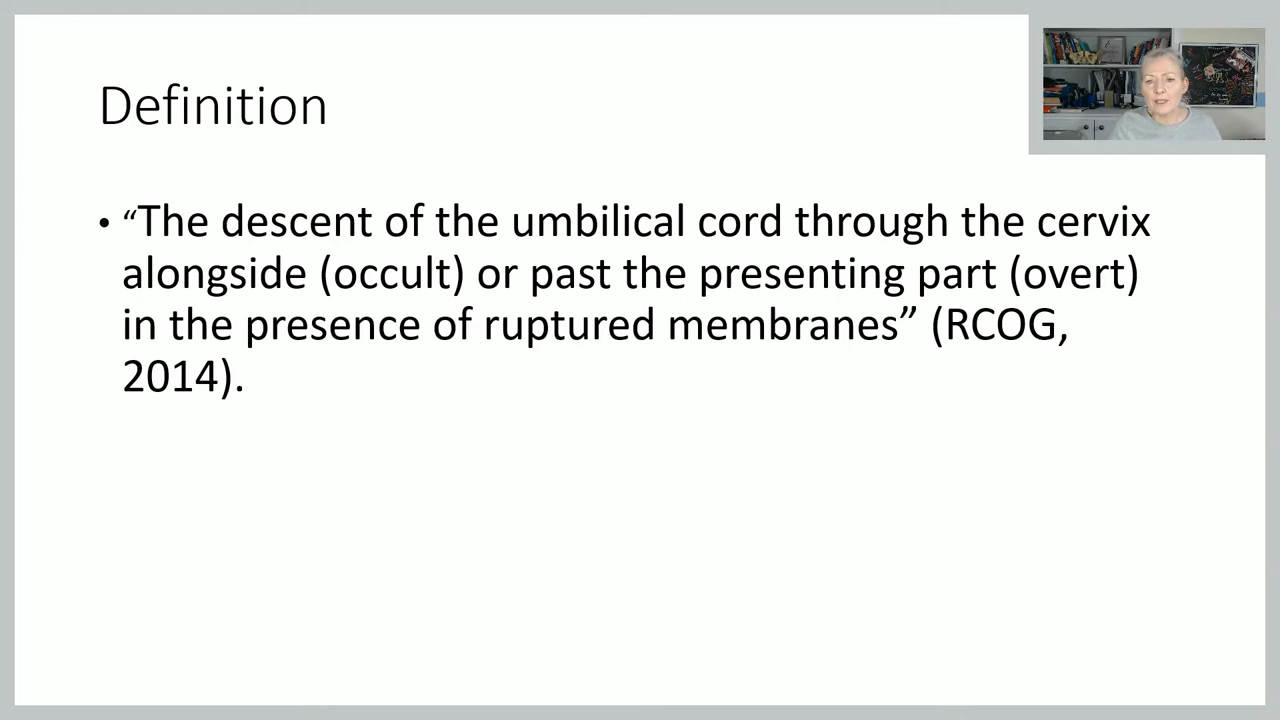 Definition
• “The descent of the umbilical cord through the cervix
alongside (occult) or past the presenting part (overt)
in the presence of ruptured membranes” (RCOG,
2014).